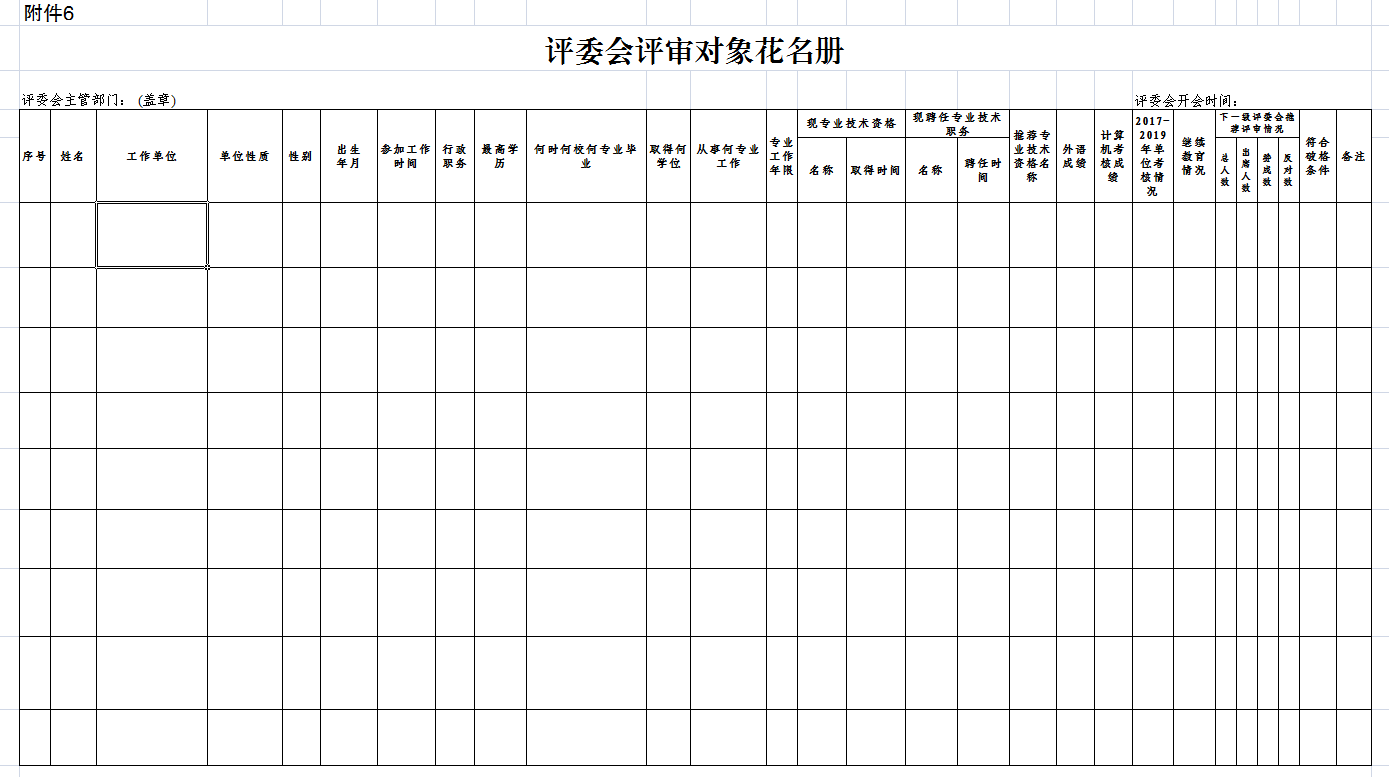 附件6
评委会评审对象花名册
评委会主管部门： (盖章)
评委会开会时间：
序号
姓名
工作单位
单位性质
性别
出生
年月
参加工作
时间
行政
职务
最高学
历
何时何校何专业毕
业
取得何
学位
从事何专业
工作
专业
工作
年限
现专业技术资格
名称
取得时间
现聘任专业技术
职务
名称
聘任时
间
推荐专
业技术
资格名
称
外语
成绩
计算
机考
核成
绩
2017-
2019
年单
位考
核情
况
继续
教育
情况
下一级评委会推
荐评审情况
总
人
数
出
席
人
数
赞
成
数
反
对
数
符合
破格
条件
备注